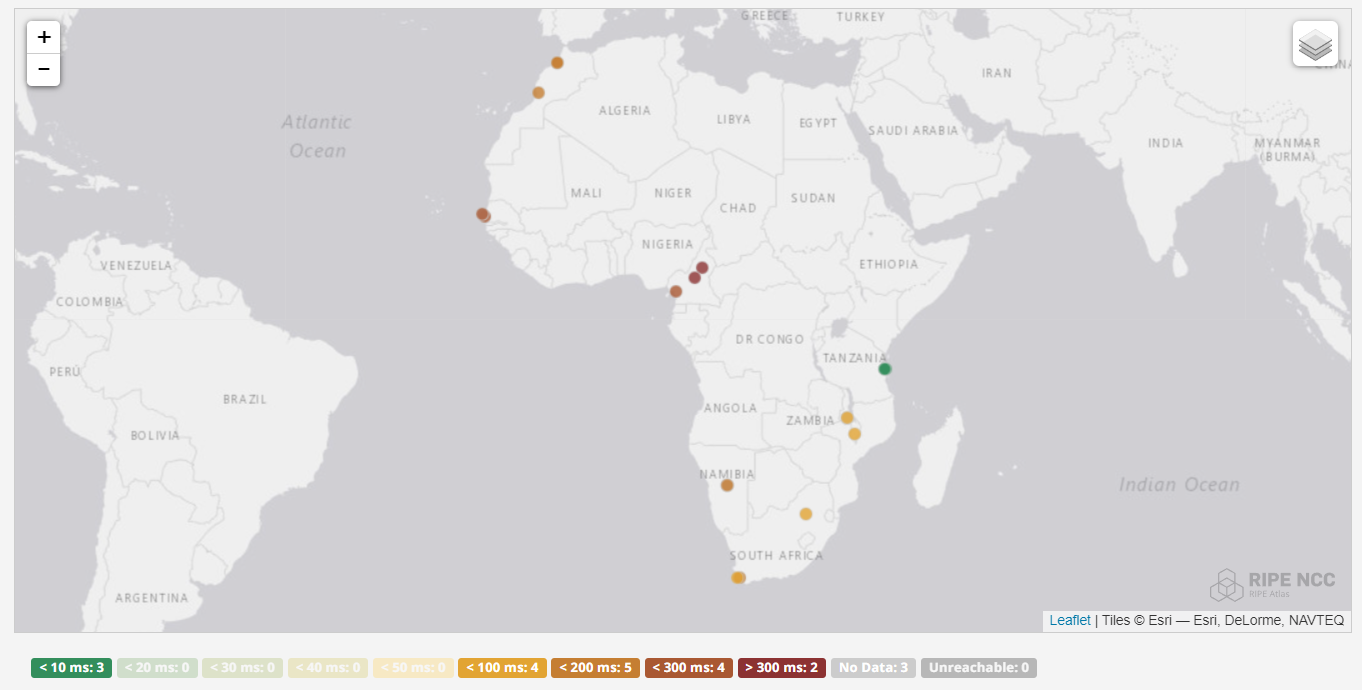 +
−
GREECE
TURKEY
IRAN
Atlantic
Ocean
ALGERIA
LIBYA
EGYPT
SAUDI ARABIA
INDIA
MYANMAR
(BURMA)
MALI
NIGER
CHAD
SUDAN
NIGERIA
ETHIOPIA
VENEZUELA
COLOMBIA
DR CONGO
TANZANIA
PERÚ
BRAZIL
ANGOLA
ZAMBIA
BOLIVIA
NAMIBIA
Indian Ocean
SOUTH AFRICA
ARGENTINA
RIPE NCC
RIPE Atlas
Leaflet | Tiles © Esri — Esri, DeLorme, NAVTEQ
< 10 ms: 3 < 20 ms: 0 < 30 ms: 0 < 40 ms: 0 < 50 ms: 0 < 100 ms: 4 < 200 ms: 5 < 300 ms: 4 > 300 ms: 2 No Data: 3 Unreachable: 0